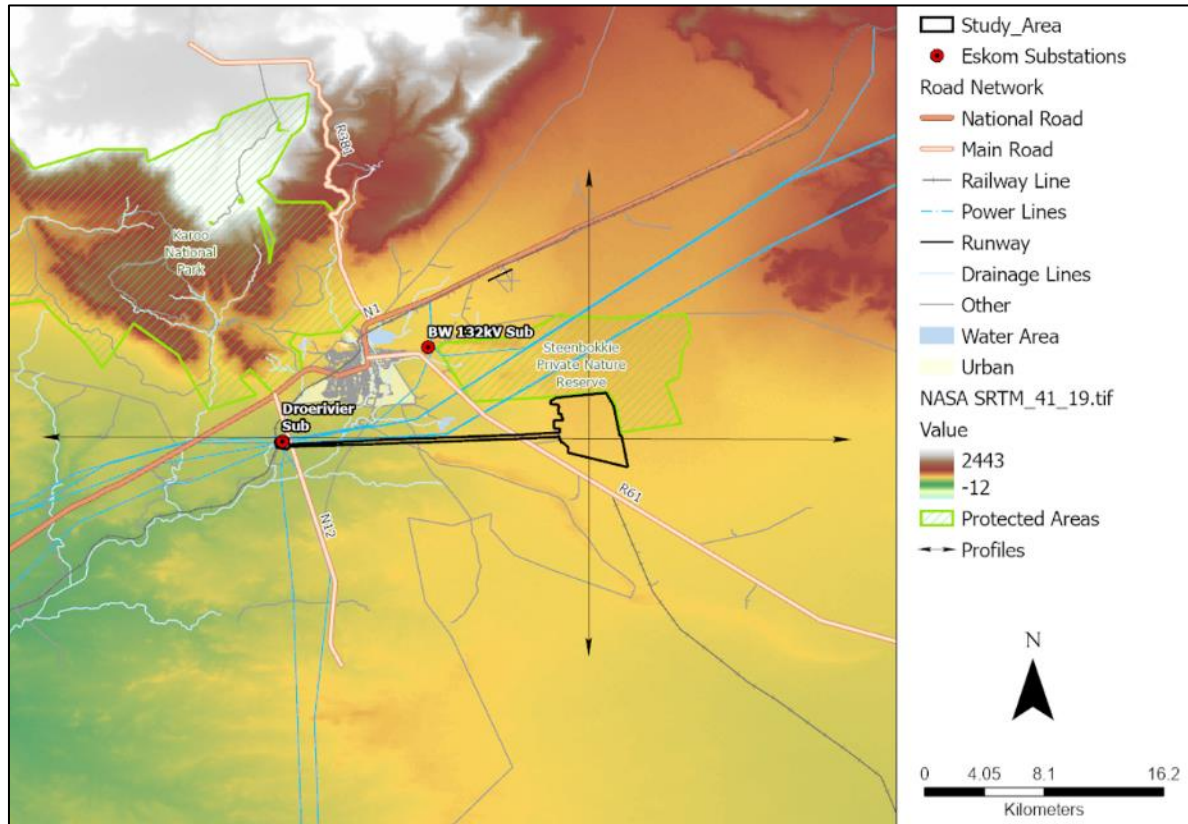 R381
Karoo
National
Park
N1
BW 132kV Sub
Steenbokkie
Private Nature
Reserve
Droerivier
Sub
R61
N12
Study_Area
Eskom Substations
Road Network
National Road
Main Road
Railway Line
Power Lines
Runway
Drainage Lines
Other
Water Area
Urban
NASA SRTM_41_19.tif
Value
2443
-12
Protected Areas
Profiles
N
0 4.05 8.1 16.2
Kilometers